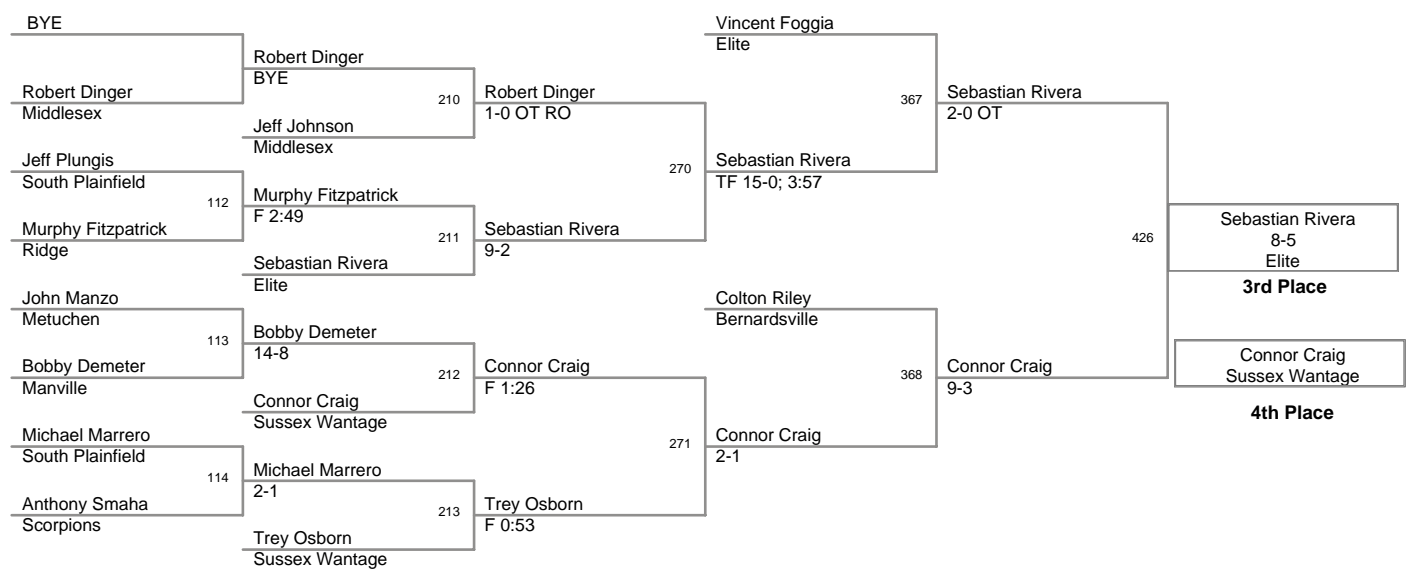 BYE
Robert Dinger
Middlesex
Jeff Plungis
South Plainfield
112
Murphy Fitzpatrick
Ridge
John Manzo
Metuchen
113
Bobby Demeter
Manville
Michael Marrero
South Plainfield
114
Anthony Smaha
Scorpions
Robert Dinger
BYE
210
Jeff Johnson
Middlesex
Murphy Fitzpatrick
F 2:49
211
Sebastian Rivera
Elite
Bobby Demeter
14-8
212
Connor Craig
Sussex Wantage
Michael Marrero
2-1
213
Trey Osborn
Sussex Wantage
Robert Dinger
1-0 OT RO
270
Sebastian Rivera
9-2
Connor Craig
F 1:26
271
Trey Osborn
F 0:53
Vincent Foggia
Elite
367
Sebastian Rivera
TF 15-0; 3:57
Colton Riley
Bernardsville
368
Connor Craig
2-1
Sebastian Rivera
2-0 OT
426
Connor Craig
9-3
Sebastian Rivera
8-5
Elite
3rd Place
Connor Craig
Sussex Wantage
4th Place